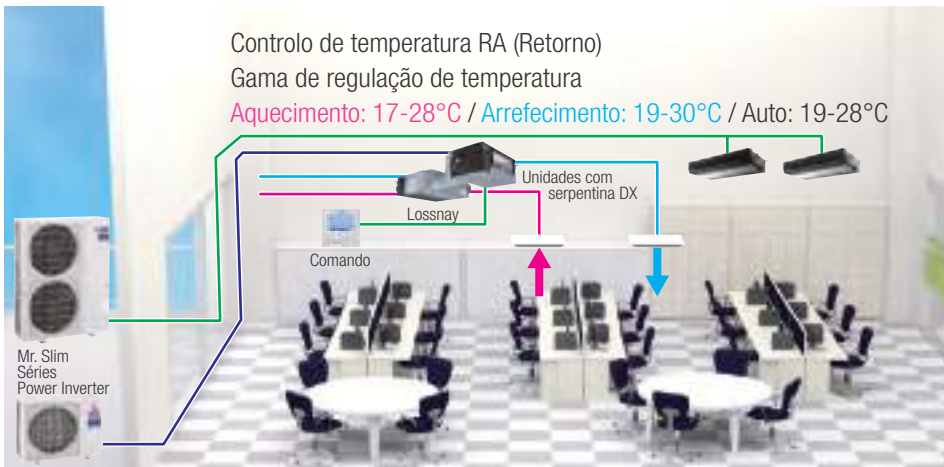 Controlo de temperatura RA (Retorno)
Gama de regulação de temperatura
Aquecimento: 17-28°C / Arrefecimento: 19-30°C / Auto: 19-28°C
Unidades com
serpentina DX
Lossnay
Comando
Mr. Slim
Séries
Power Inverter